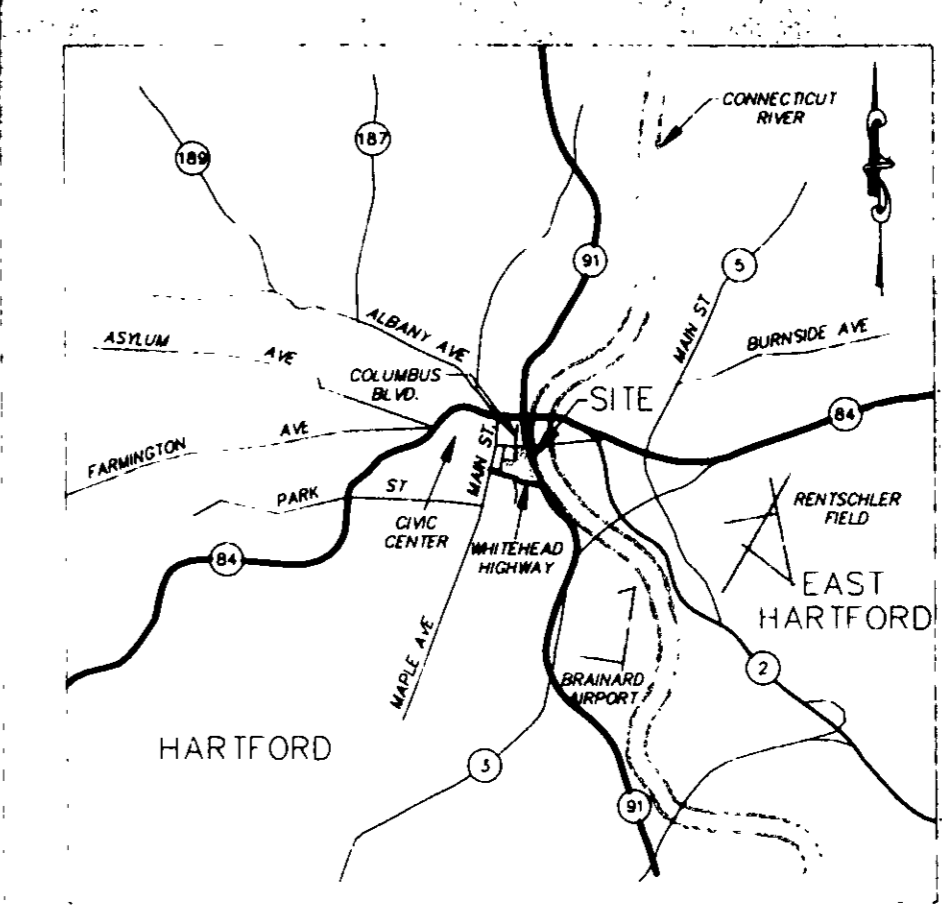 CONNECTICUT
RIVER
189
187
91
5
MAIN ST
BURNSIDE AVE
ALBANY AVE
ASYLUM AVE
COLUMBUS
BLVD.
SITE
84
FARMINGTON AVE
MAIN ST.
PARK ST
CIVIC
CENTER
WHITEHEAD
HIGHWAY
RENTSCHLER
FIELD
84
EAST
HARTFORD
MAPLE AVE
BRAINARD
AIRPORT
2
HARTFORD
5
91